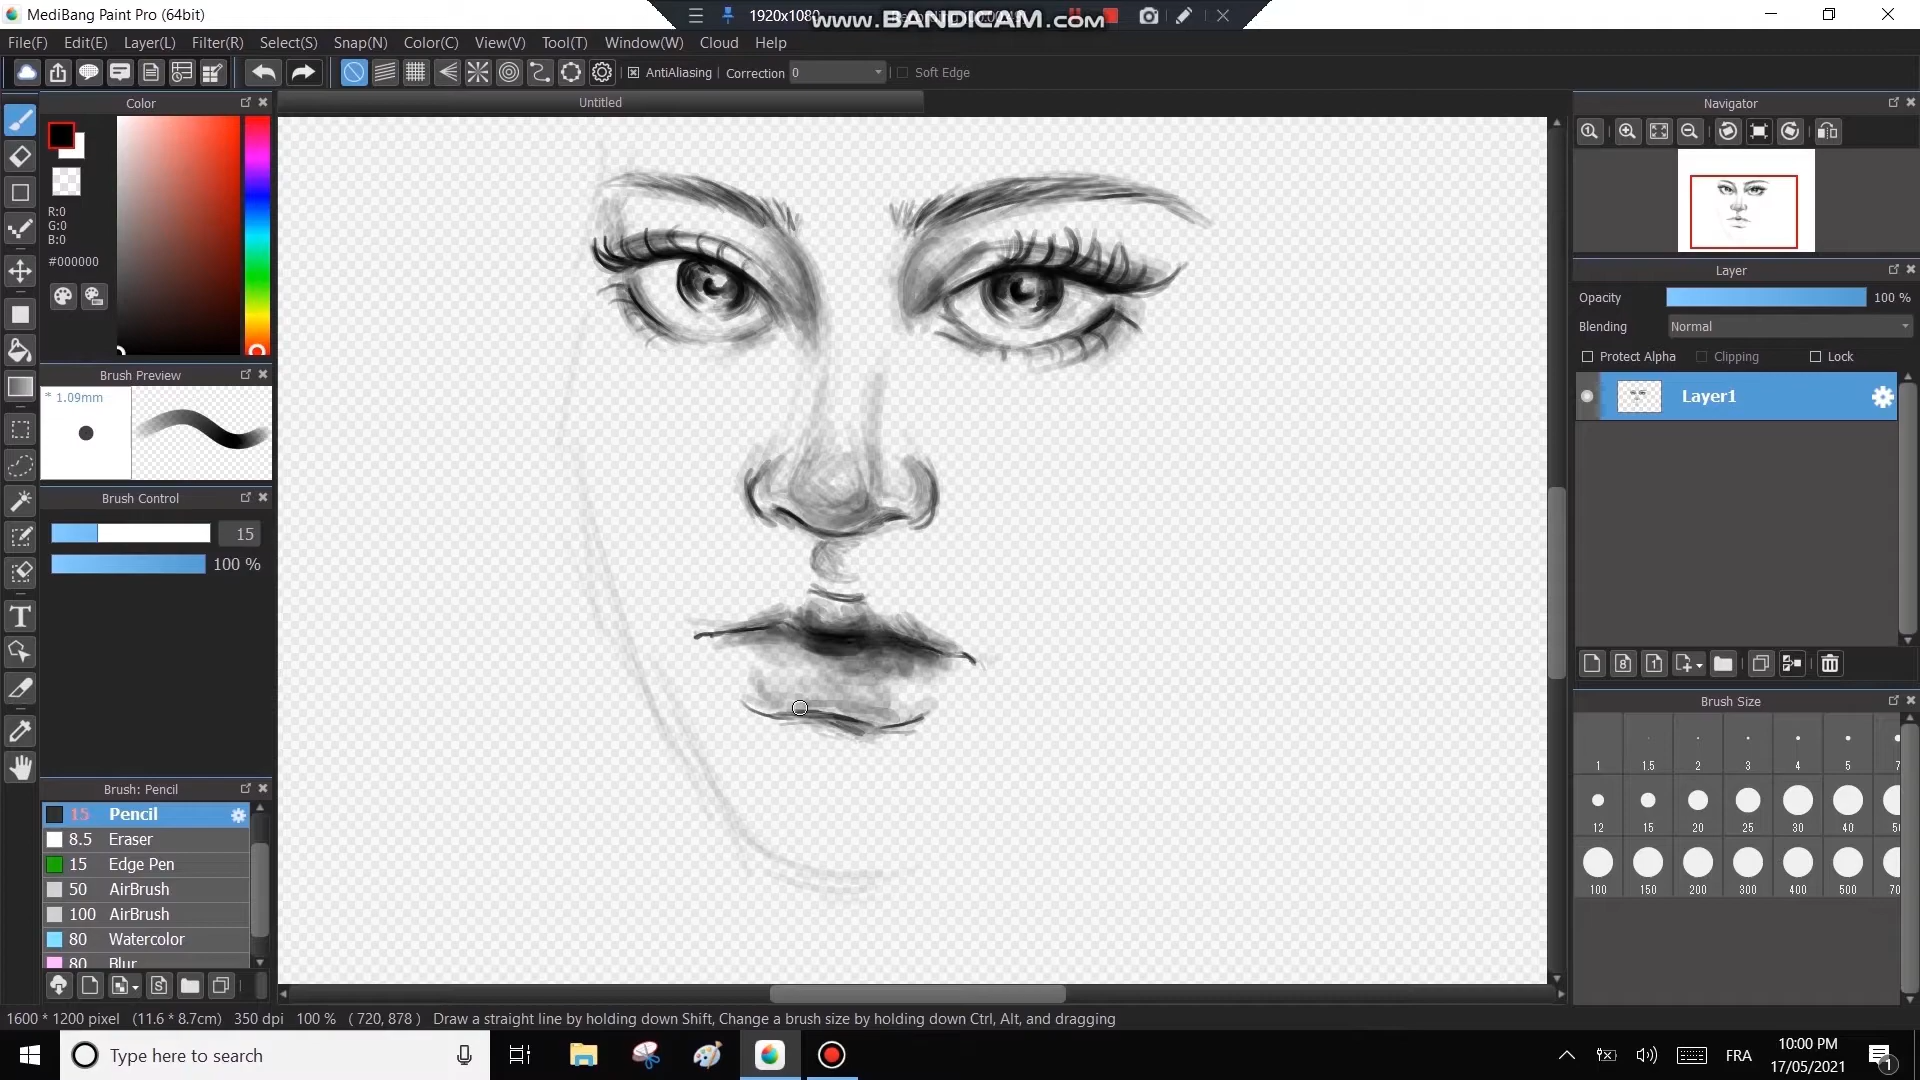 MediBang Paint Pro (64bit)
1920x1080
www.BANDICAM.com
File(F) Edit(E) Layer(L) Filter(R) Select(S) Snap(N) Color(C) View(V) Tool(T) Window(W) Cloud Help
AntiAliasing Correction 0 Soft Edge
Color
Untitled
Navigator
R:0
G:0
B:0
#000000
Layer
Opacity 100 %
Blending Normal
Protect Alpha Clipping Lock
Brush Preview
* 1.09mm
Layer1
Brush Control
15
100 %
T
Brush Size
1 1.5 2 3 4 5 7
12 15 20 25 30 40
100 150 200 300 400 500
Brush: Pencil
15 Pencil
8.5 Eraser
15 Edge Pen
50 AirBrush
100 AirBrush
80 Watercolor
80 Blur
1600 * 1200 pixel (11.6 * 8.7cm) 350 dpi 100 % ( 720, 878 ) Draw a straight line by holding down Shift, Change a brush size by holding down Ctrl, Alt, and dragging
Type here to search
FRA
10:00 PM
17/05/2021
1